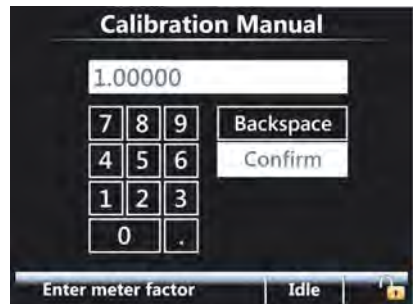 Calibration Manual
1.00000
7 8 9 Backspace
4 5 6 Confirm
1 2 3
0 .
Enter meter factor Idle